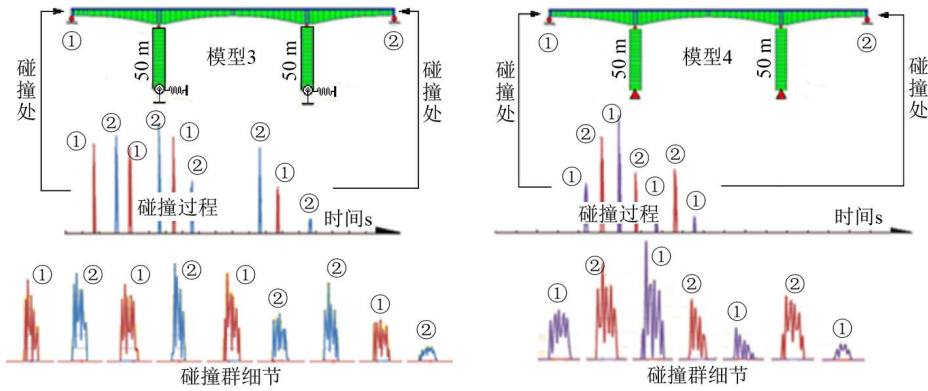 ① ② ① ②
碰撞处 50 m 模型3 50 m 碰撞处 碰撞处 50 m 模型4 50 m 碰撞处
① ② ① ② ① ② ② ① ②
① ② ① ② ① ② ①
碰撞过程 时间s 碰撞过程 时间s
① ② ① ② ① ② ② ① ②
① ② ① ② ① ② ①
碰撞群细节 碰撞群细节